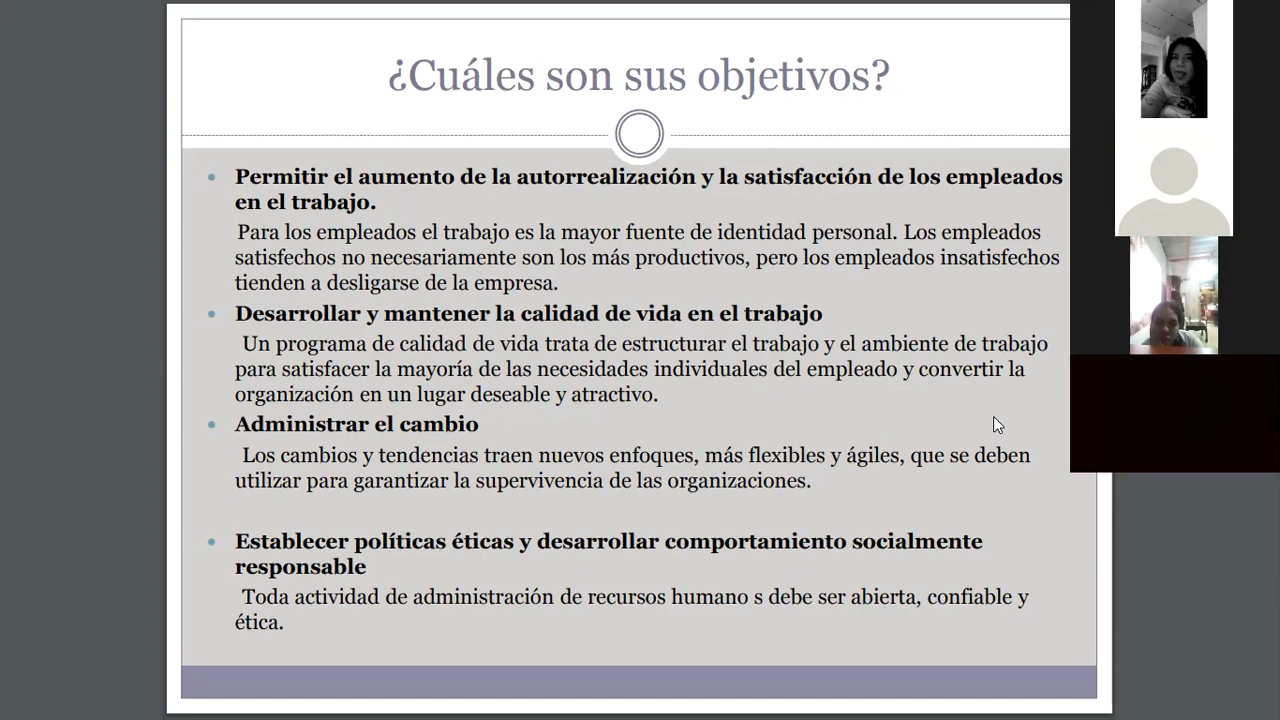 ¿Cuáles son sus objetivos?
Permitir el aumento de la autorrealización y la satisfacción de los empleados
en el trabajo.
Para los empleados el trabajo es la mayor fuente de identidad personal. Los empleados
satisfechos no necesariamente son los más productivos, pero los empleados insatisfechos
tienden a desligarse de la empresa.
Desarrollar y mantener la calidad de vida en el trabajo
Un programa de calidad de vida trata de estructurar el trabajo y el ambiente de trabajo
para satisfacer la mayoría de las necesidades individuales del empleado y convertir la
organización en un lugar deseable y atractivo.
Administrar el cambio
Los cambios y tendencias traen nuevos enfoques, más flexibles y ágiles, que se deben
utilizar para garantizar la supervivencia de las organizaciones.
Establecer políticas éticas y desarrollar comportamiento socialmente
responsable
Toda actividad de administración de recursos humano s debe ser abierta, confiable y
ética.